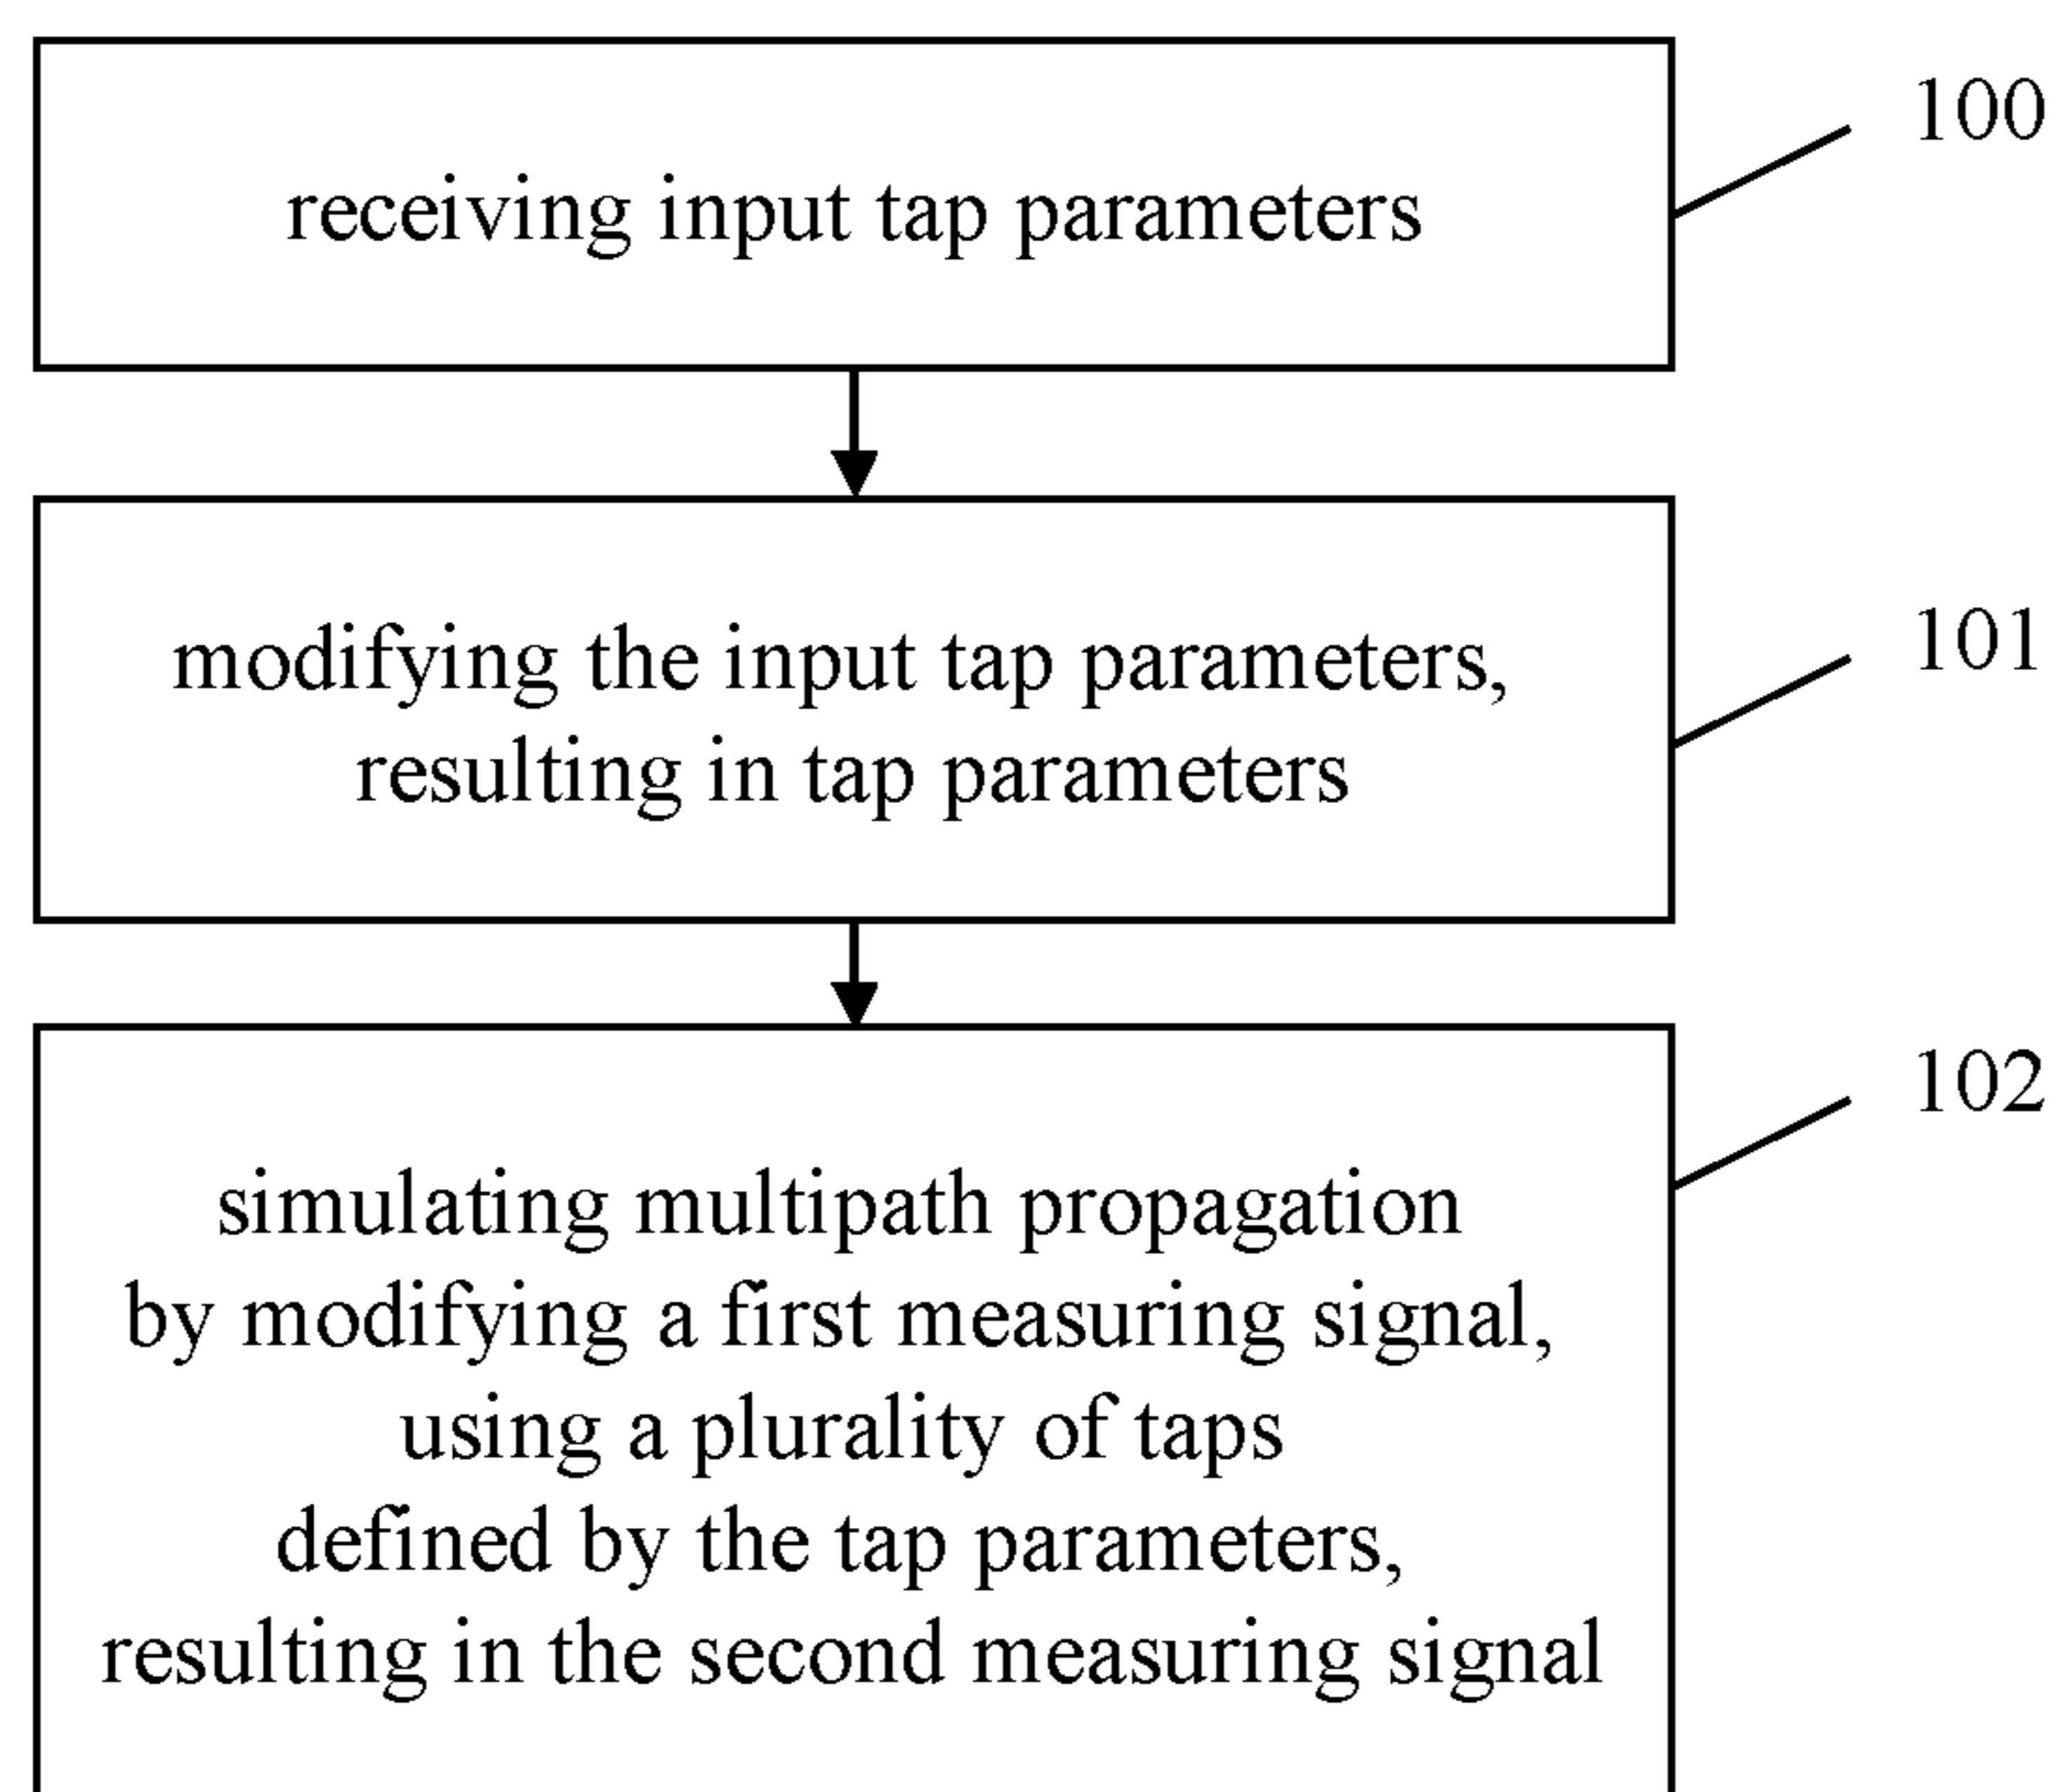 100
receiving input tap parameters
101
modifying the input tap parameters,
resulting in tap parameters
102
simulating multipath propagation
by modifying a first measuring signal,
using a plurality of taps
defined by the tap parameters,
resulting in the second measuring signal